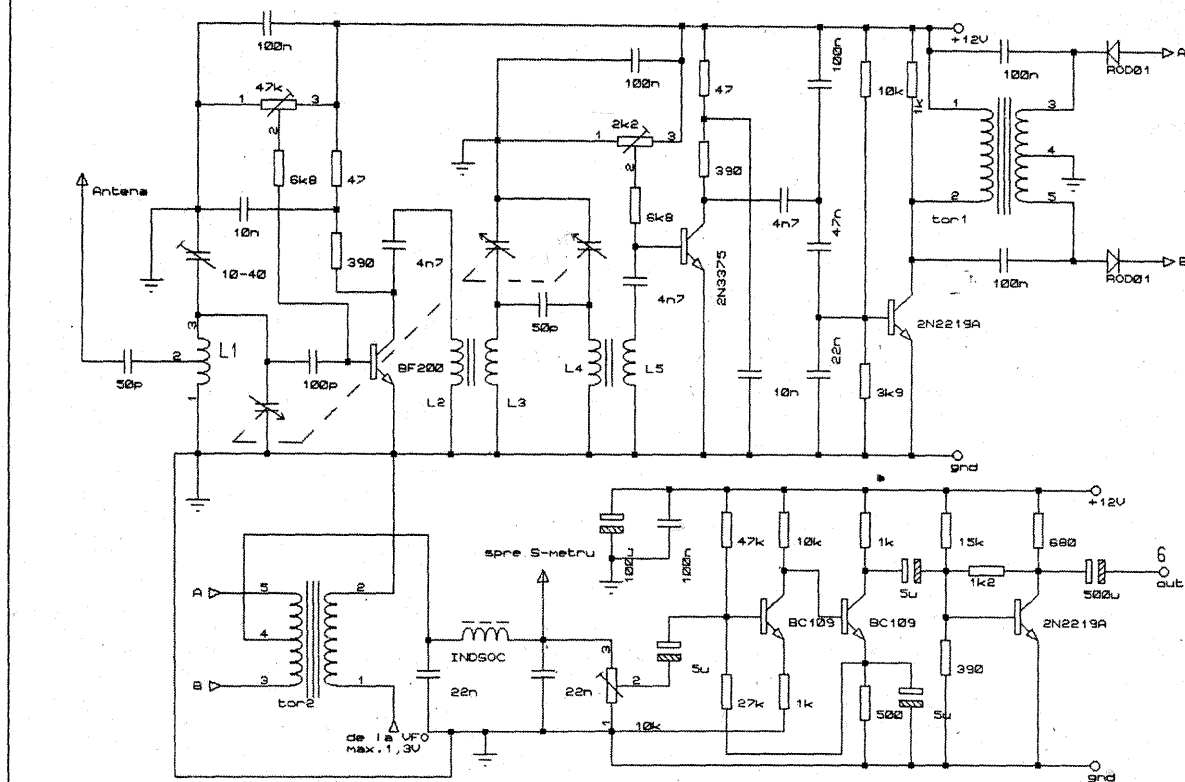 100n
+12V
A
ROD01
100n
47k
1
3
2
6k8
47
Antena
10n
390
10-40
4n7
3
2
1
L1
50p
100p
BF200
L2
L3
100n
2k2
1
3
2
6k8
50p
4n7
L4
L5
47
390
2N3375
4n7
10n
100n
47n
22n
10k
1k
3k9
2N2219A
1
2
3
4
5
tor1
100n
ROD01
B
gnd
+12V
A
B
5
4
3
2
1
tor2
de la VFO
Max.1,3V
22n
INDSOC
spre S-metru
22n
3
2
1
10k
100u
100n
5u
47k
27k
10k
1k
BC109
1k
BC109
500
5u
5u
15k
1k2
390
680
2N2219A
500u
6
out
gnd